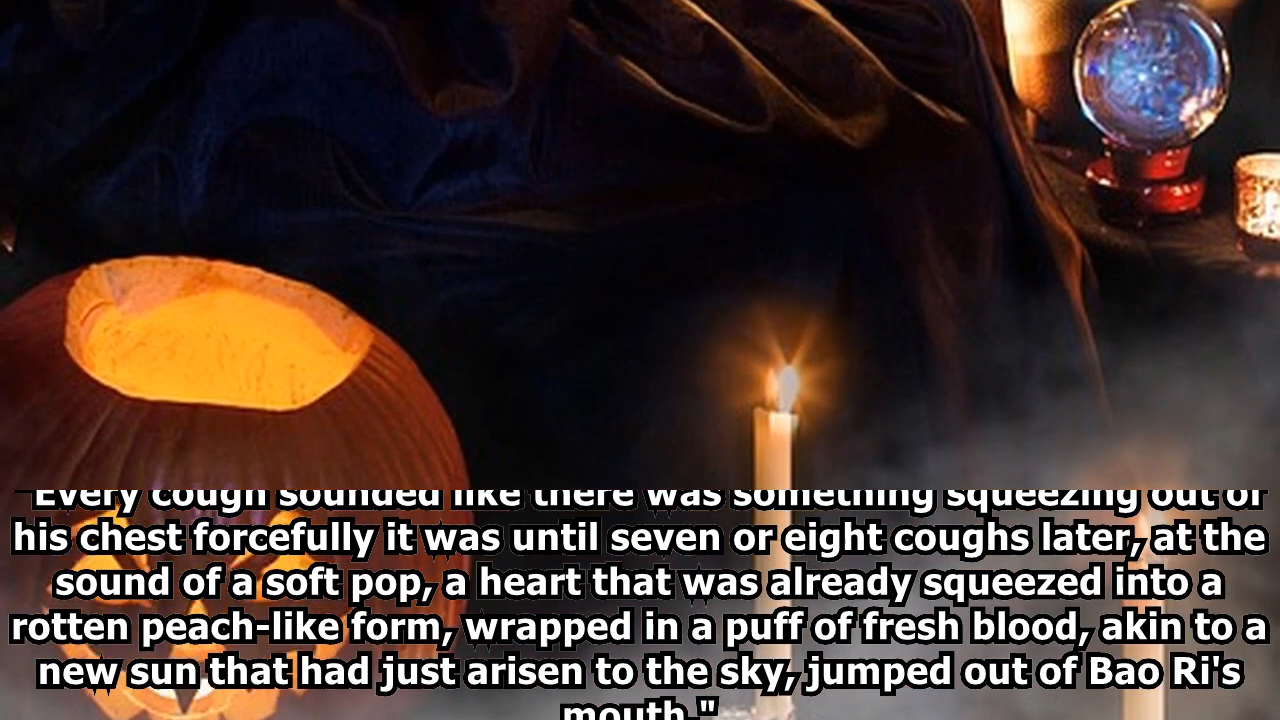 "Every cough sounded like there was something squeezing out of
his chest forcefully it was until seven or eight coughs later, at the
sound of a soft pop, a heart that was already squeezed into a
rotten peach-like form, wrapped in a puff of fresh blood, akin to a
new sun that had just arisen to the sky, jumped out of Bao Ri's
mouth."